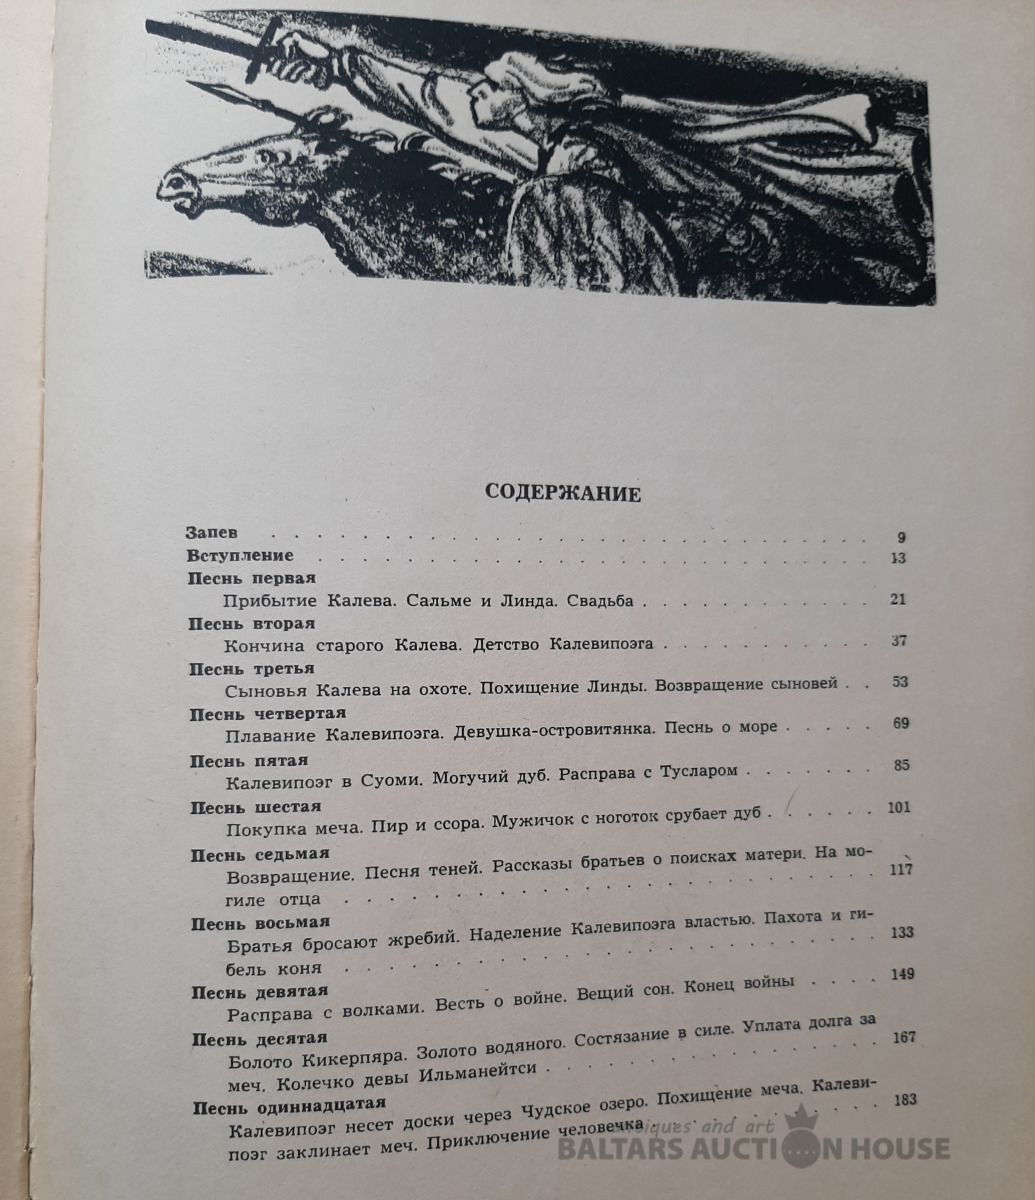 СОДЕРЖАНИЕ
Запев . . . . . . . . . . . . . . . . . . . . . 9
Вступление . . . . . . . . . . . . . . . . . . . 13
Песнь первая
Прибытие Калева. Сальме и Линда. Свадьба . . . . . . . . 21
Песнь вторая
Кончина старого Калева. Детство Калевипоэга . . . . . . . . 37
Песнь третья
Сыновья Калева на охоте. Похищение Линды. Возвращение сыновей . . 53
Песнь четвертая
Плавание Калевипоэга. Девушка-островитянка. Песнь о море . . . . . 69
Песнь пятая
Калевипоэг в Суоми. Могучий дуб. Расправа с Тусларом . . . . . . . 85
Песнь шестая
Покупка меча. Пир и ссора. Мужичок с ноготок срубает дуб . . . . . . 101
Песнь седьмая
Возвращение. Песня теней. Рассказы братьев о поисках матери. На мо-
гиле отца . . . . . . . . . . . . . . . . . . . 117
Песнь восьмая
Братья бросают жребий. Наделение Калевипоэга властью. Пахота и ги-
бель коня . . . . . . . . . . . . . . . . . . . 133
Песнь девятая
Расправа с волками. Весть о войне. Вещий сон. Конец войны . . . . 149
Песнь десятая
Болото Кикерпяра. Золото водяного. Состязание в силе. Уплата долга за
меч. Колечко девы Ильманейтси . . . . . . . . . . . . 167
Песнь одиннадцатая
Калевипоэг несет доски через Чудское озеро. Похищение меча. Калеви-
поэг заклинает меч. Приключение человечка . . . . . . . . 183
antiques and art
BALTARS AUCTION HOUSE